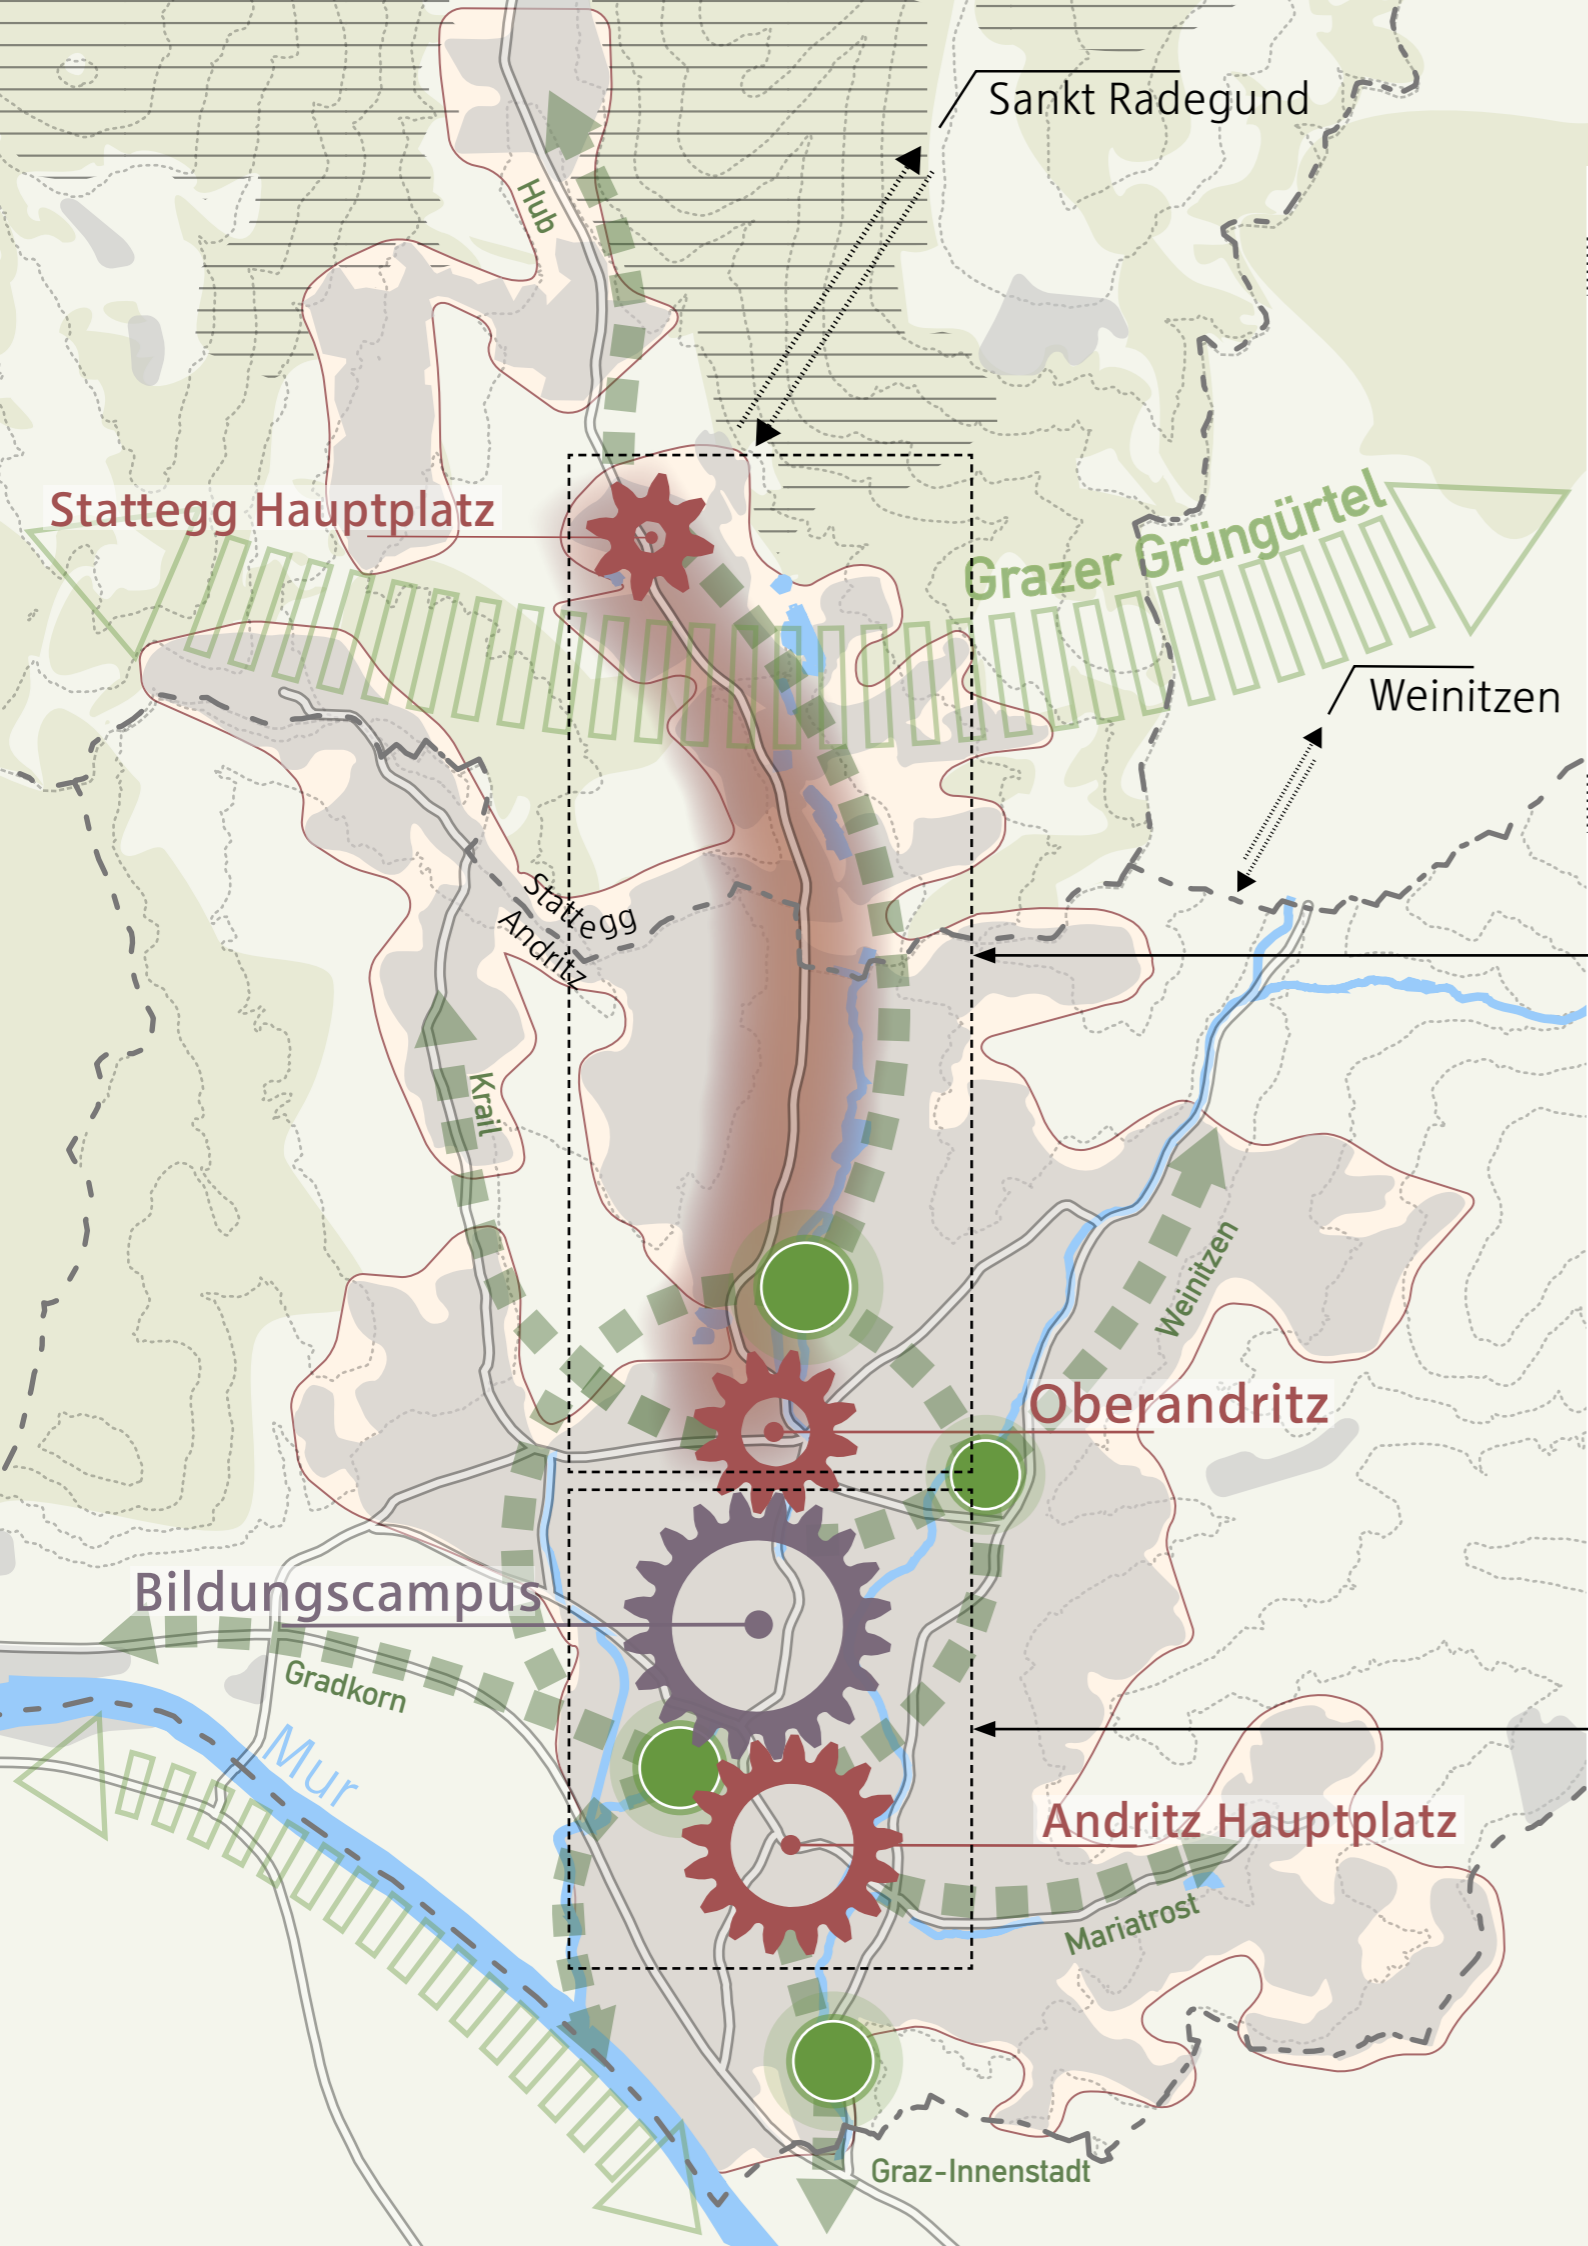 Sankt Radegund
Hub
Stattegg Hauptplatz
Grazer Grüngürtel
Weinitzen
Stattegg
Andritz
Krail
Weinitzen
Oberandritz
Bildungscampus
Gradkorn
Mur
Andritz Hauptplatz
Mariatrost
Graz-Innenstadt